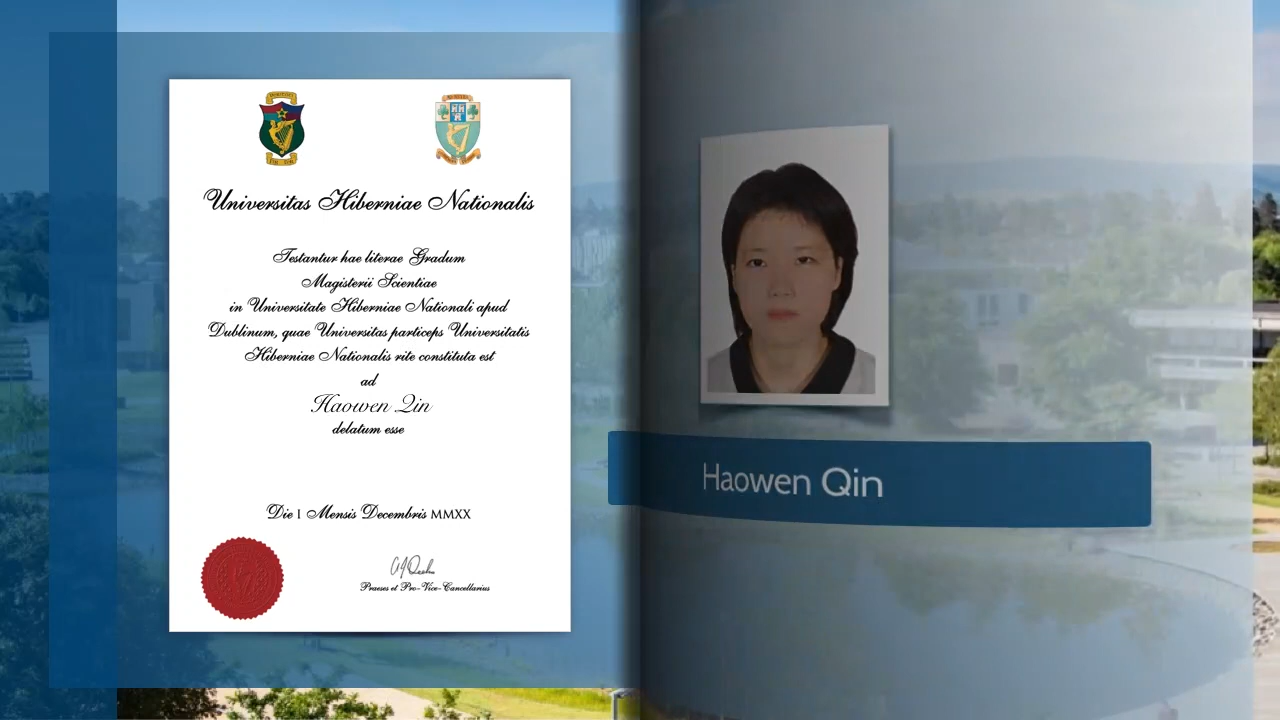 Universitas Hiberniae Nationalis
Testantur hae literae Gradum
Magisterii Scientiae
in Universitate Hiberniae Nationali apud
Dublinum, quae Universitas particeps Universitatis
Hiberniae Nationalis rite constituta est
ad
Haowen Qin
delatum esse
Die I Mensis Decembris MMXX
Praeses et Pro-Vice-Cancellarius
Haowen Qin